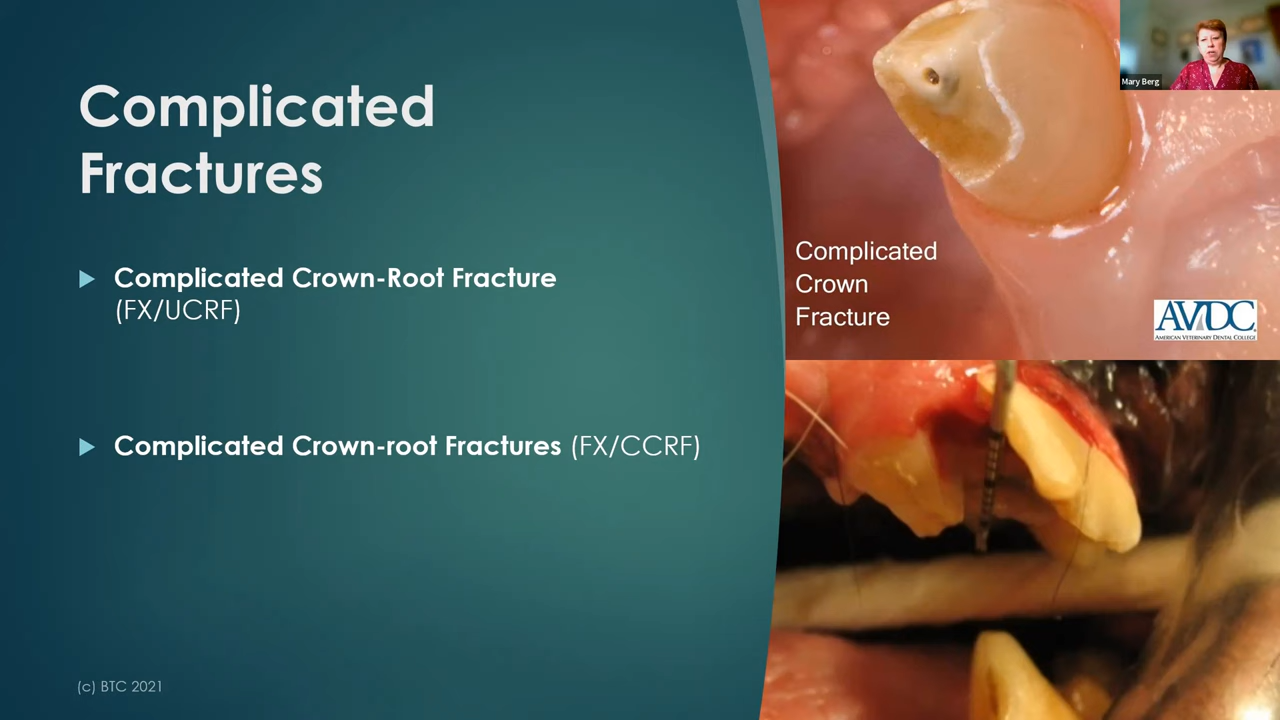 Complicated
Fractures
Complicated Crown-Root Fracture
(FX/UCRF)
Complicated Crown-root Fractures (FX/CCRF)
(c) BTC 2021
Complicated
Crown
Fracture
AVDC
AMERICAN VETERINARY DENTAL COLLEGE
Mary Berg